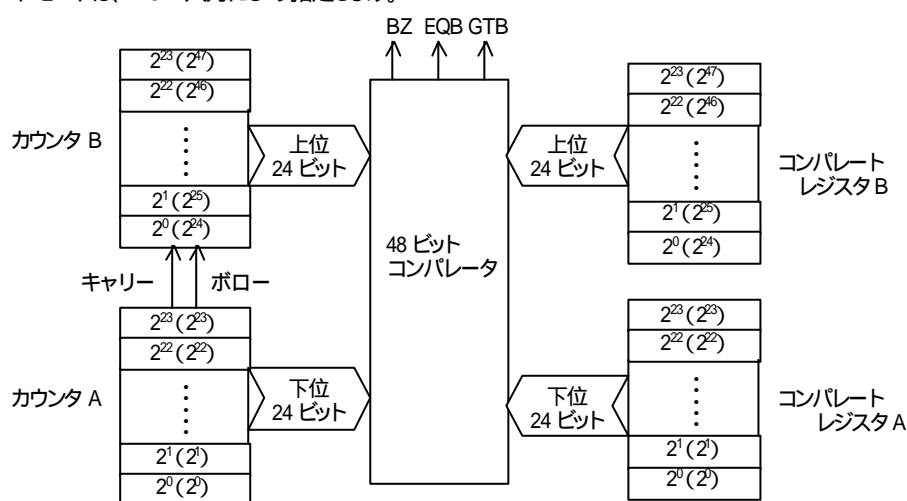 BZ EQB GTB
2²³(2⁴⁷)
2²²(2⁴⁶)
カウンタ B
2¹(2²⁵)
2⁰(2²⁴)
上位
24 ビット
キャリー
ボロー
48 ビット
コンパレータ
2²³(2⁴⁷)
2²²(2⁴⁶)
上位
24 ビット
コンパレート
レジスタ B
2¹(2²⁵)
2⁰(2²⁴)
2²³(2²³)
2²²(2²²)
カウンタ A
2¹(2¹)
2⁰(2⁰)
下位
24 ビット
2²³(2²³)
2²²(2²²)
下位
24 ビット
コンパレート
レジスタ A
2¹(2¹)
2⁰(2⁰)